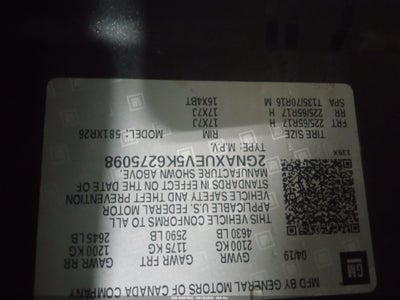 MFD BY GENERAL MOTORS OF CANADA COMPANY
GM
04/19
GVWR GAWR FRT GAWR RR
2100 KG 1175 KG 1200 KG
4630 LB 2590 LB 2645 LB
THIS VEHICLE CONFORMS TO ALL
APPLICABLE U.S. FEDERAL MOTOR
VEHICLE SAFETY AND THEFT PREVENTION
STANDARDS IN EFFECT ON THE DATE OF
MANUFACTURE SHOWN ABOVE.
2GNAXUEV5K6275098
TYPE: M.P.V. MODEL: 581XR26
TIRE SIZE RIM
FRT 225/65R17 H 17X7J
RR 225/65R17 H 17X7J
SPA T135/70R16 M 16X4BT